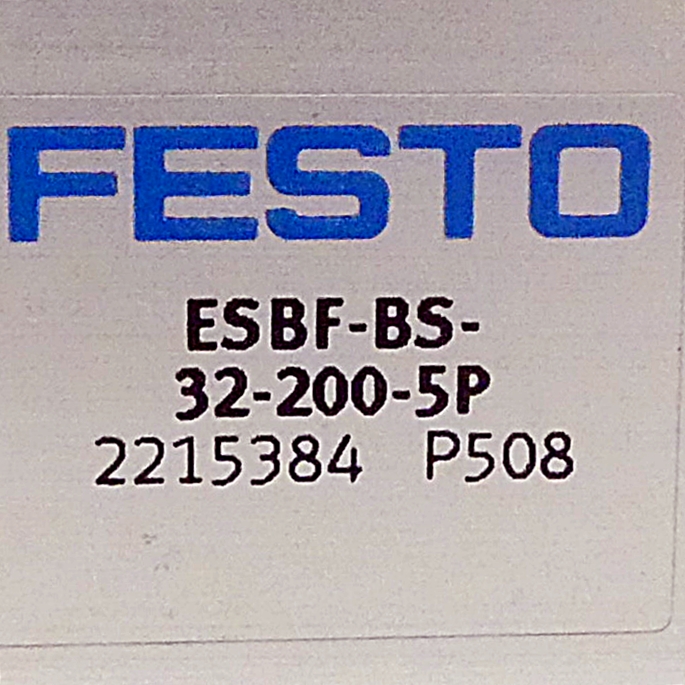 FESTO
ESBF-BS-
32-200-5P
2215384 P508